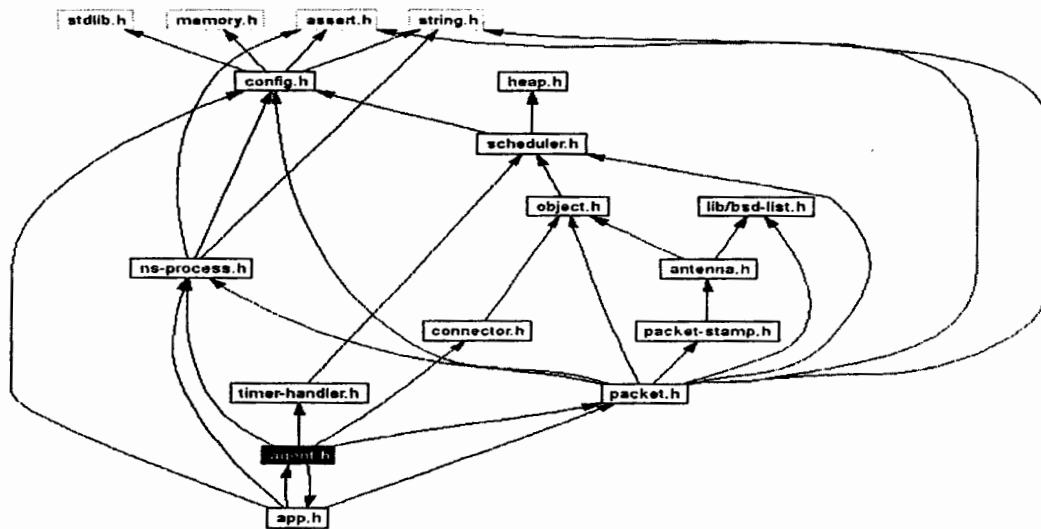 stdlib.h memory.h assert.h string.h
config.h heap.h
scheduler.h
object.h lib/bsd-list.h
ns-process.h antenna.h
connector.h packet-stamp.h
timer-handler.h packet.h
agent.h
app.h